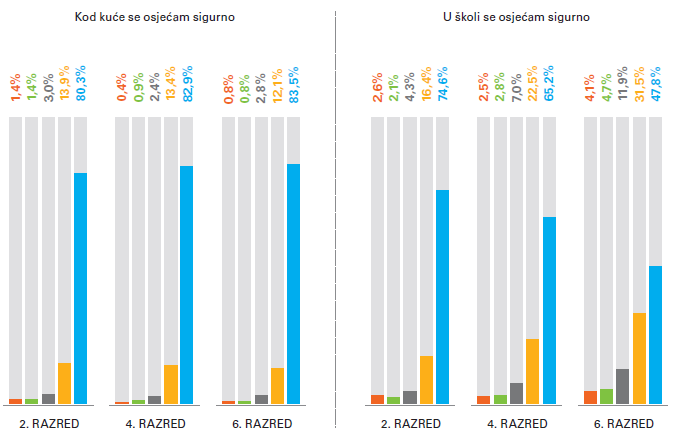 Kod kuće se osjećam sigurno
1,4% 1,4% 3,0% 13,9% 80,3%
0,4% 0,9% 2,4% 13,4% 82,9%
0,8% 0,8% 2,8% 12,1% 83,5%
2. RAZRED
4. RAZRED
6. RAZRED
U školi se osjećam sigurno
2,6% 2,1% 4,3% 16,4% 74,6%
2,5% 2,8% 7,0% 22,5% 65,2%
4,1% 4,7% 11,9% 31,5% 47,8%
2. RAZRED
4. RAZRED
6. RAZRED